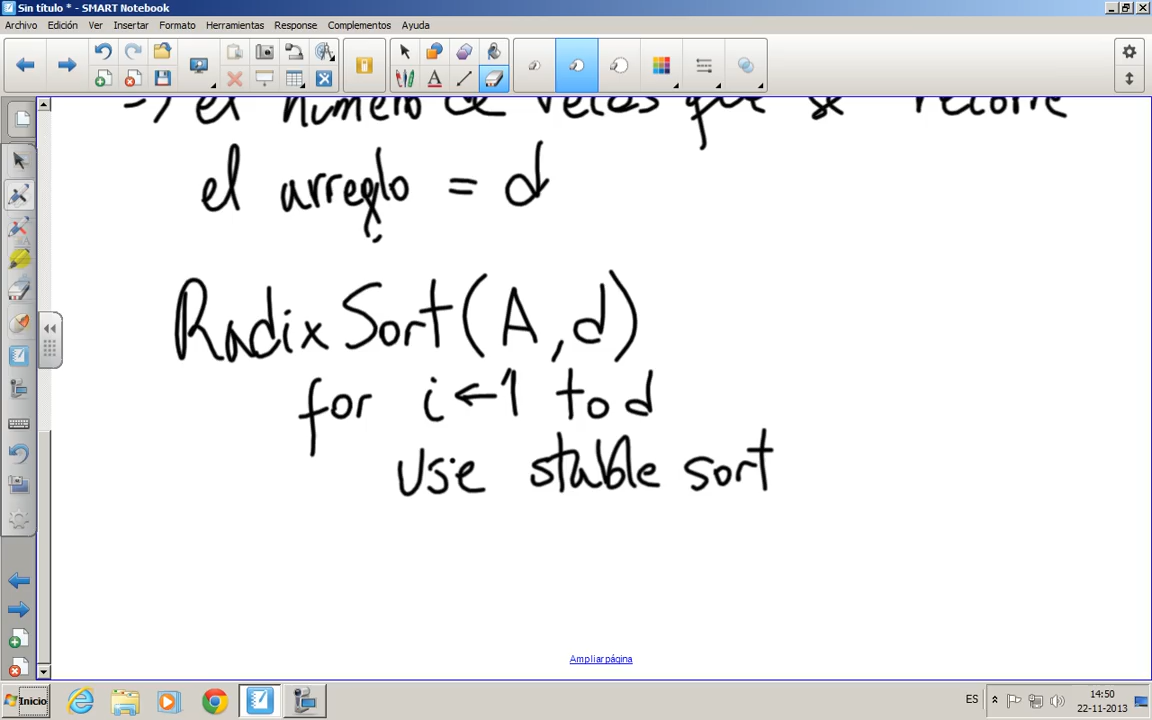 Sin título * - SMART Notebook
Archivo Edición Ver Insertar Formato Herramientas Response Complementos Ayuda
→ el número de veces que se recorre
el arreglo = d
RadixSort(A,d)
for i ← 1 to d
use stable sort
Ampliar página
Inicio
ES
14:50
22-11-2013